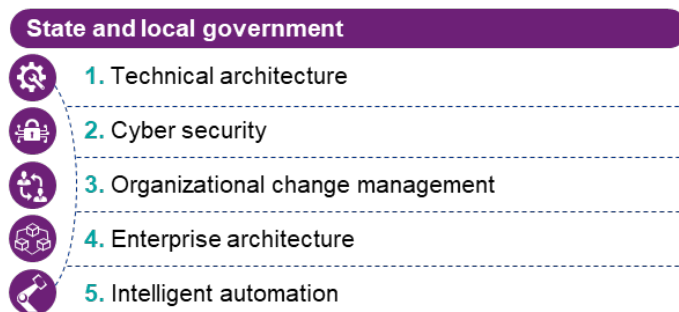 State and local government
1. Technical architecture
2. Cyber security
3. Organizational change management
4. Enterprise architecture
5. Intelligent automation